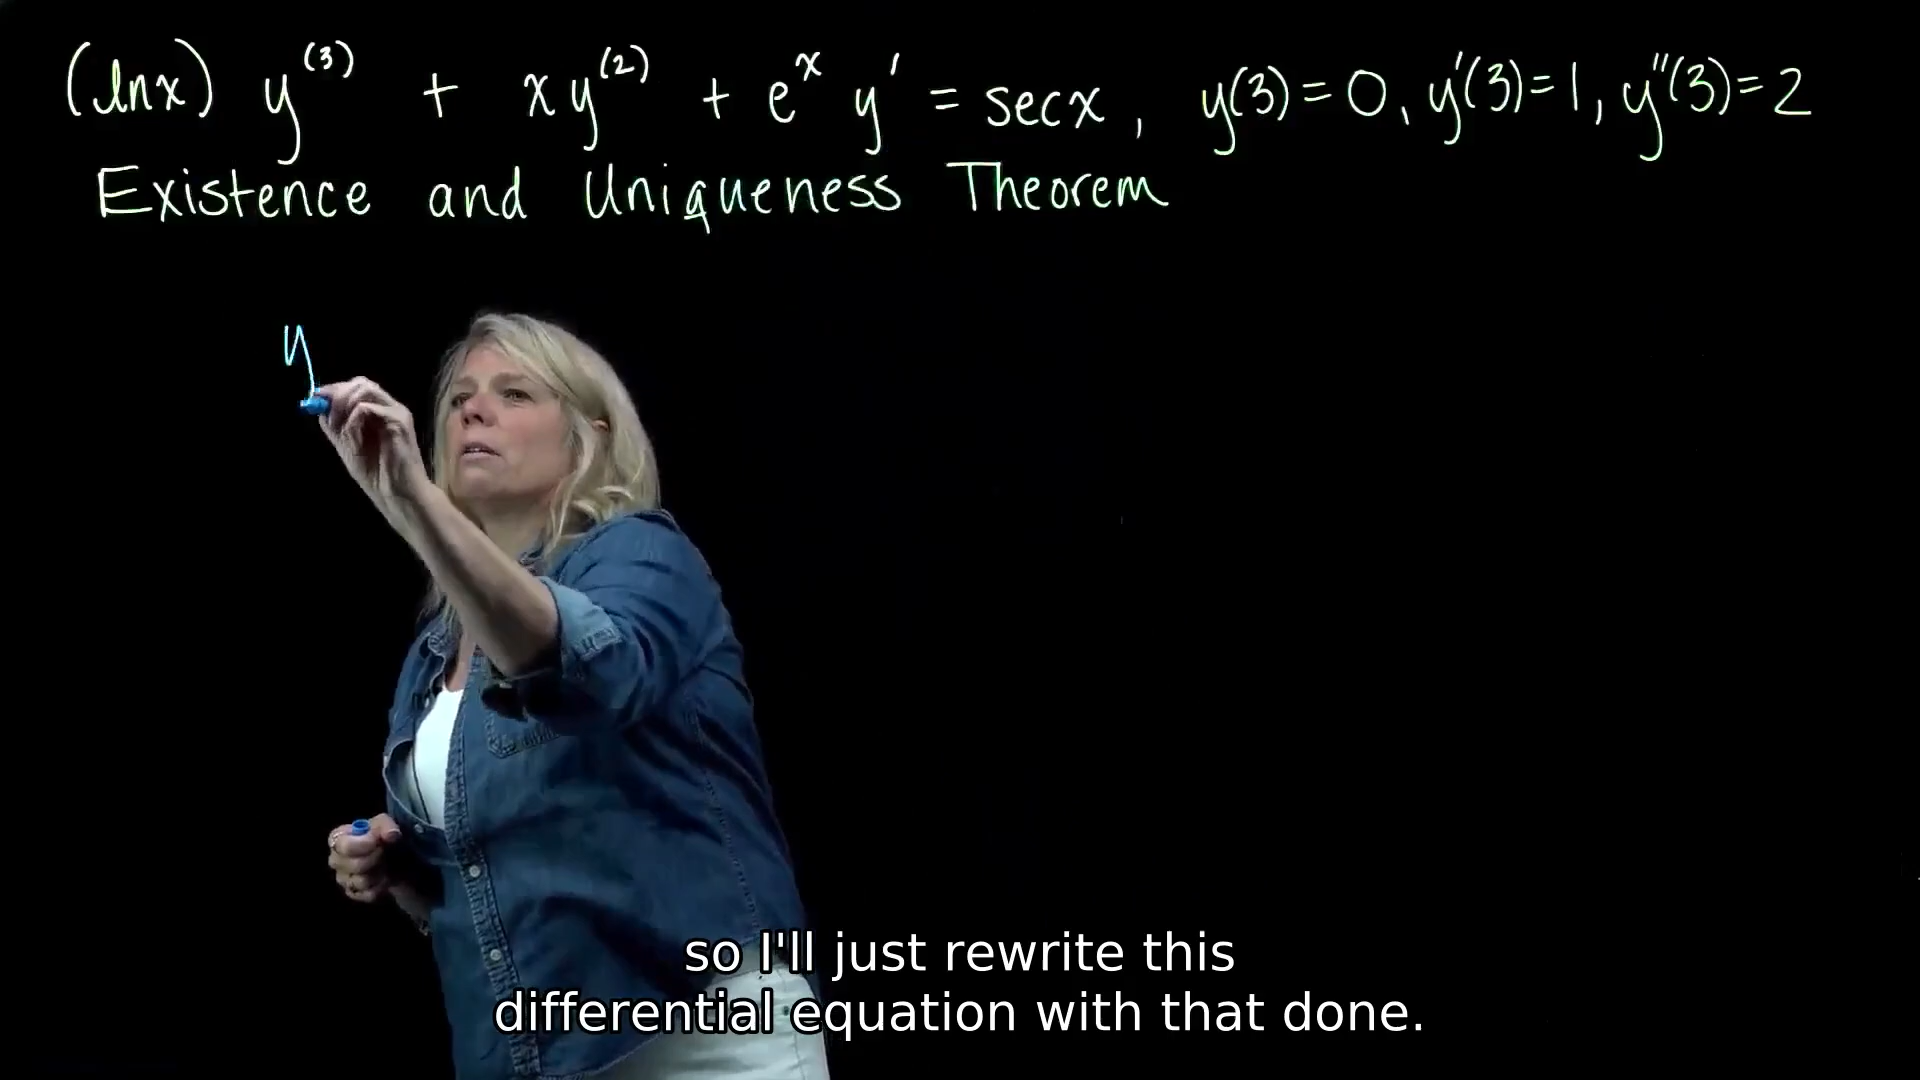 (ln x) y^(3) + x y^(2) + e^x y' = sec x, y(3) = 0, y'(3) = 1, y''(3) = 2
Existence and Uniqueness Theorem
y
so I'll just rewrite this
differential equation with that done.